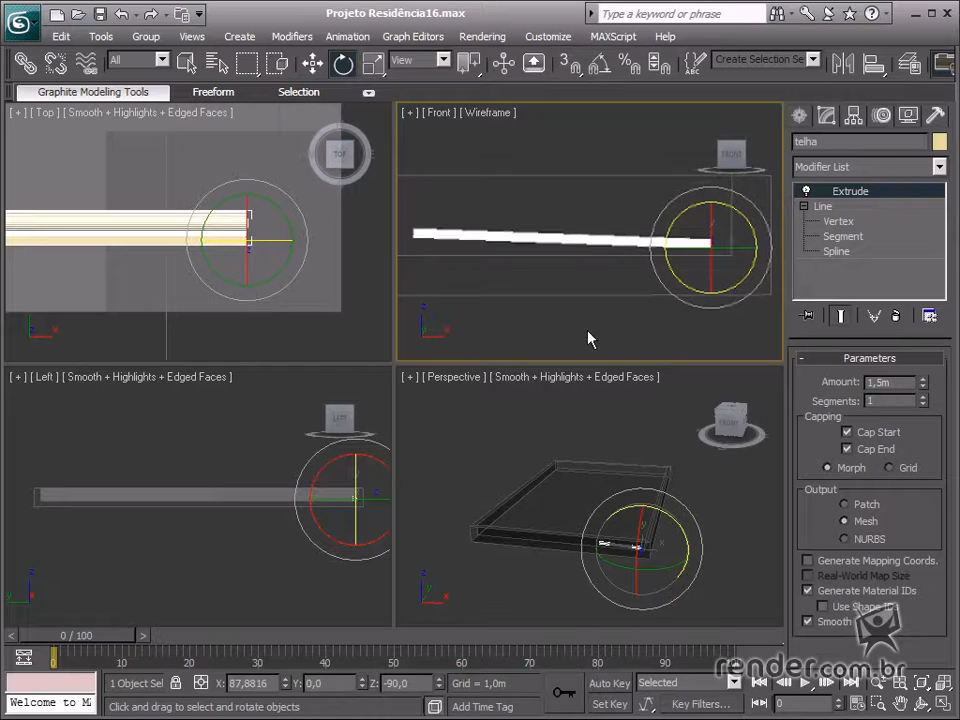 Projeto Residência16.max
Type a keyword or phrase
Edit Tools Group Views Create Modifiers Animation Graph Editors Rendering Customize MAXScript Help
All
View
3
Create Selection Se
Graphite Modeling Tools Freeform Selection
[ + ] [ Top ] [ Smooth + Highlights + Edged Faces ]
TOP
[ + ] [ Front ] [ Wireframe ]
FRONT
telha
Modifier List
Extrude
Line
Vertex
Segment
Spline
[ + ] [ Left ] [ Smooth + Highlights + Edged Faces ]
LEFT
[ + ] [ Perspective ] [ Smooth + Highlights + Edged Faces ]
FRONT
Parameters
Amount: 1,5m
Segments: 1
Capping
Cap Start
Cap End
Morph Grid
Output
Patch
Mesh
NURBS
Generate Mapping Coords.
Real-World Map Size
Generate Material IDs
Use Shape IDs
Smooth
render.com.br
0 / 100
0 10 20 30 40 50 60 70 80 90
Welcome to MA
1 Object Sel
X: 87,8816 Y: 0,0 Z: -90,0
Grid = 1,0m
Auto Key Selected
Click and drag to select and rotate objects
Add Time Tag
Set Key Key Filters... 0